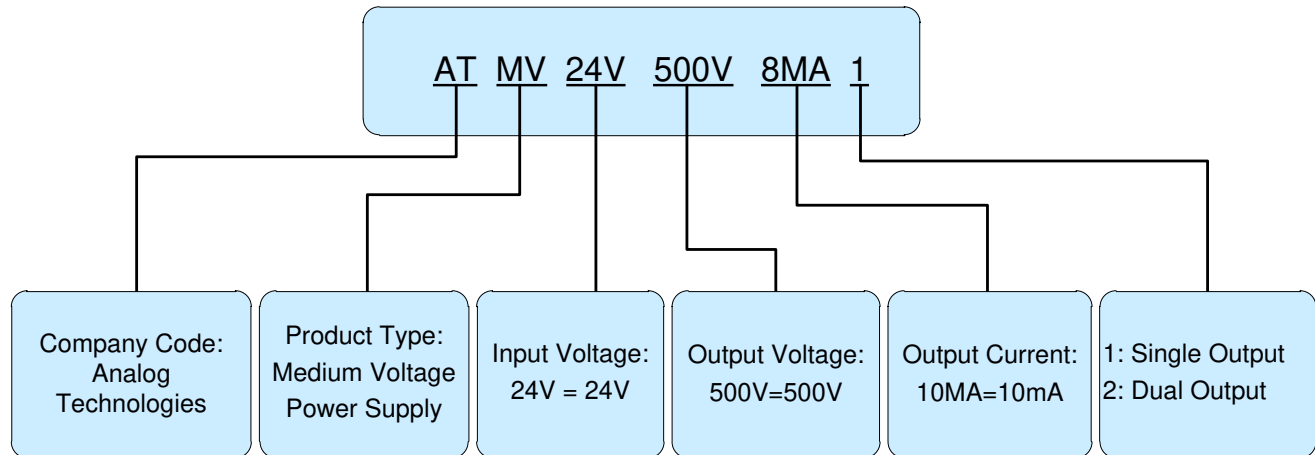 AT MV 24V 500V 8MA 1
Company Code:
Analog
Technologies
Product Type:
Medium Voltage
Power Supply
Input Voltage:
24V = 24V
Output Voltage:
500V=500V
Output Current:
10MA=10mA
1: Single Output
2: Dual Output